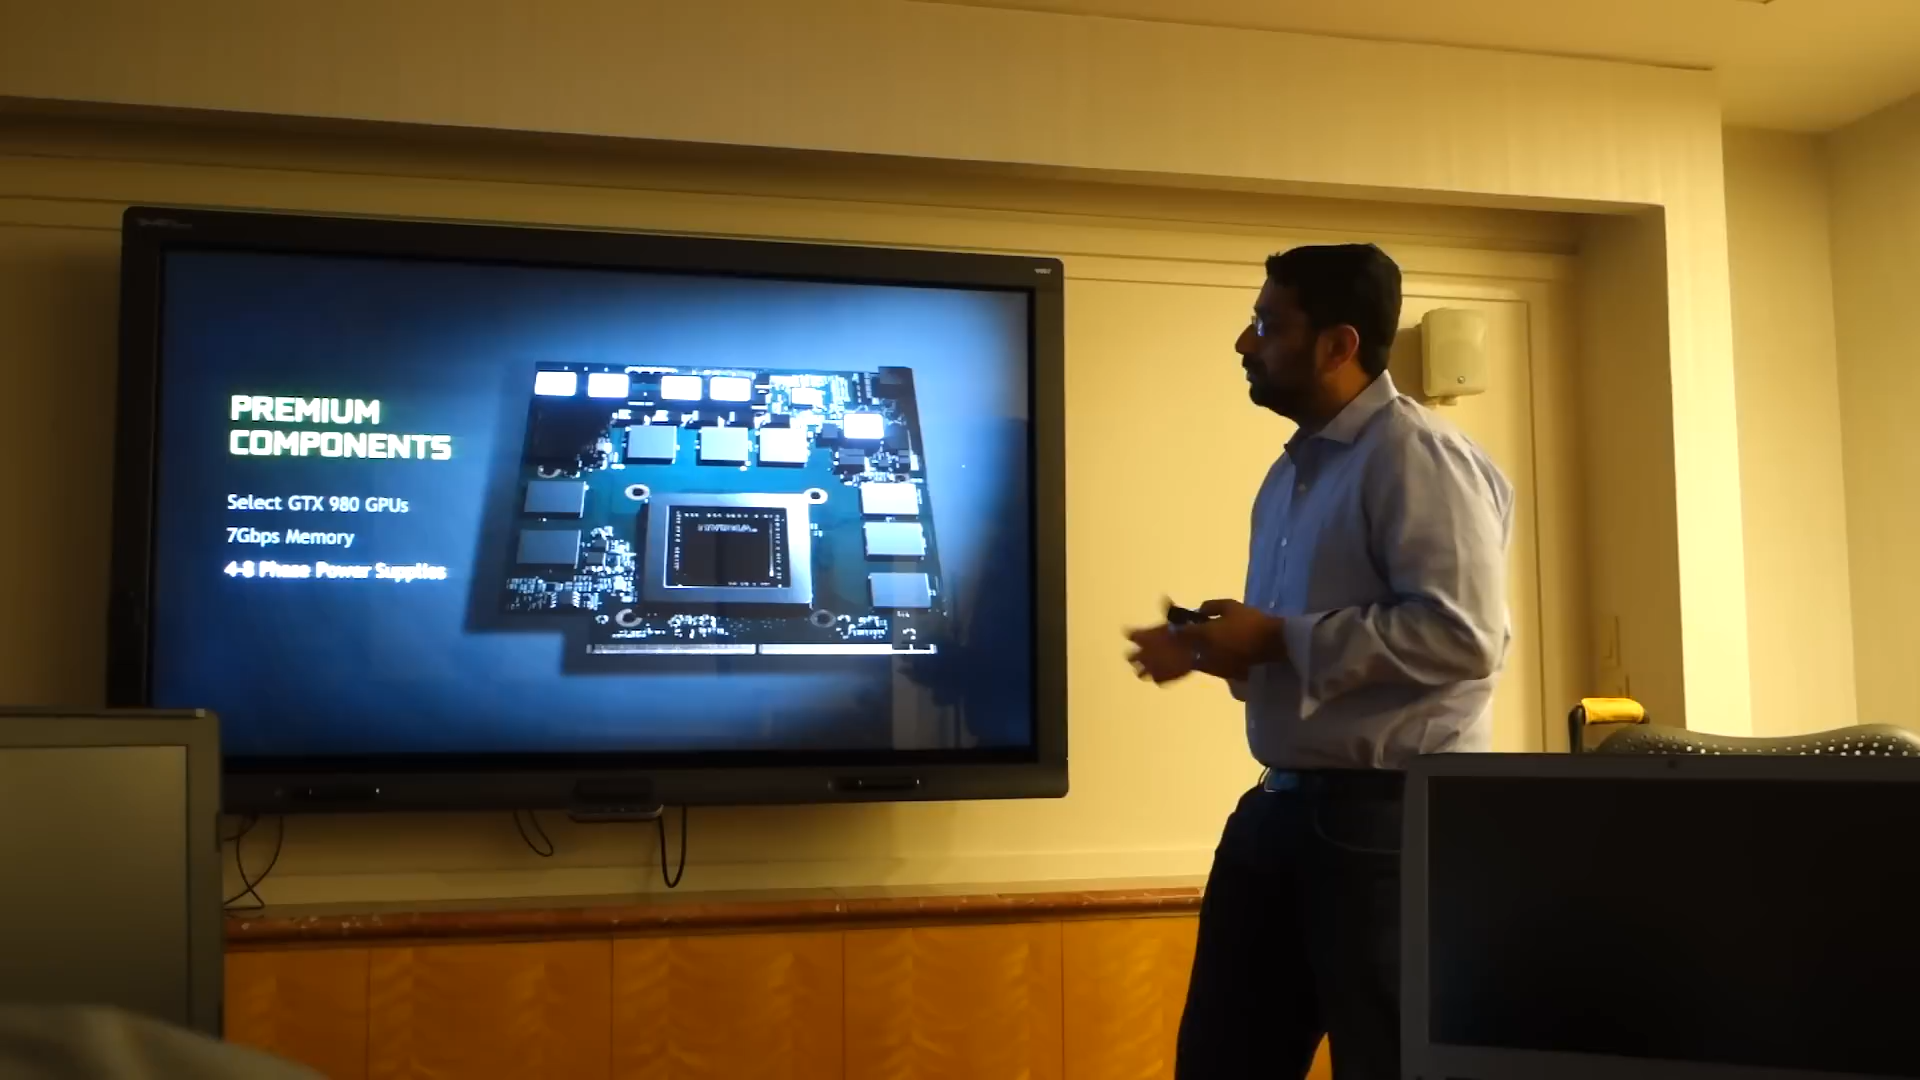 PREMIUM
COMPONENTS
Select GTX 980 GPUs
7Gbps Memory
4-8 Phase Power Supplies